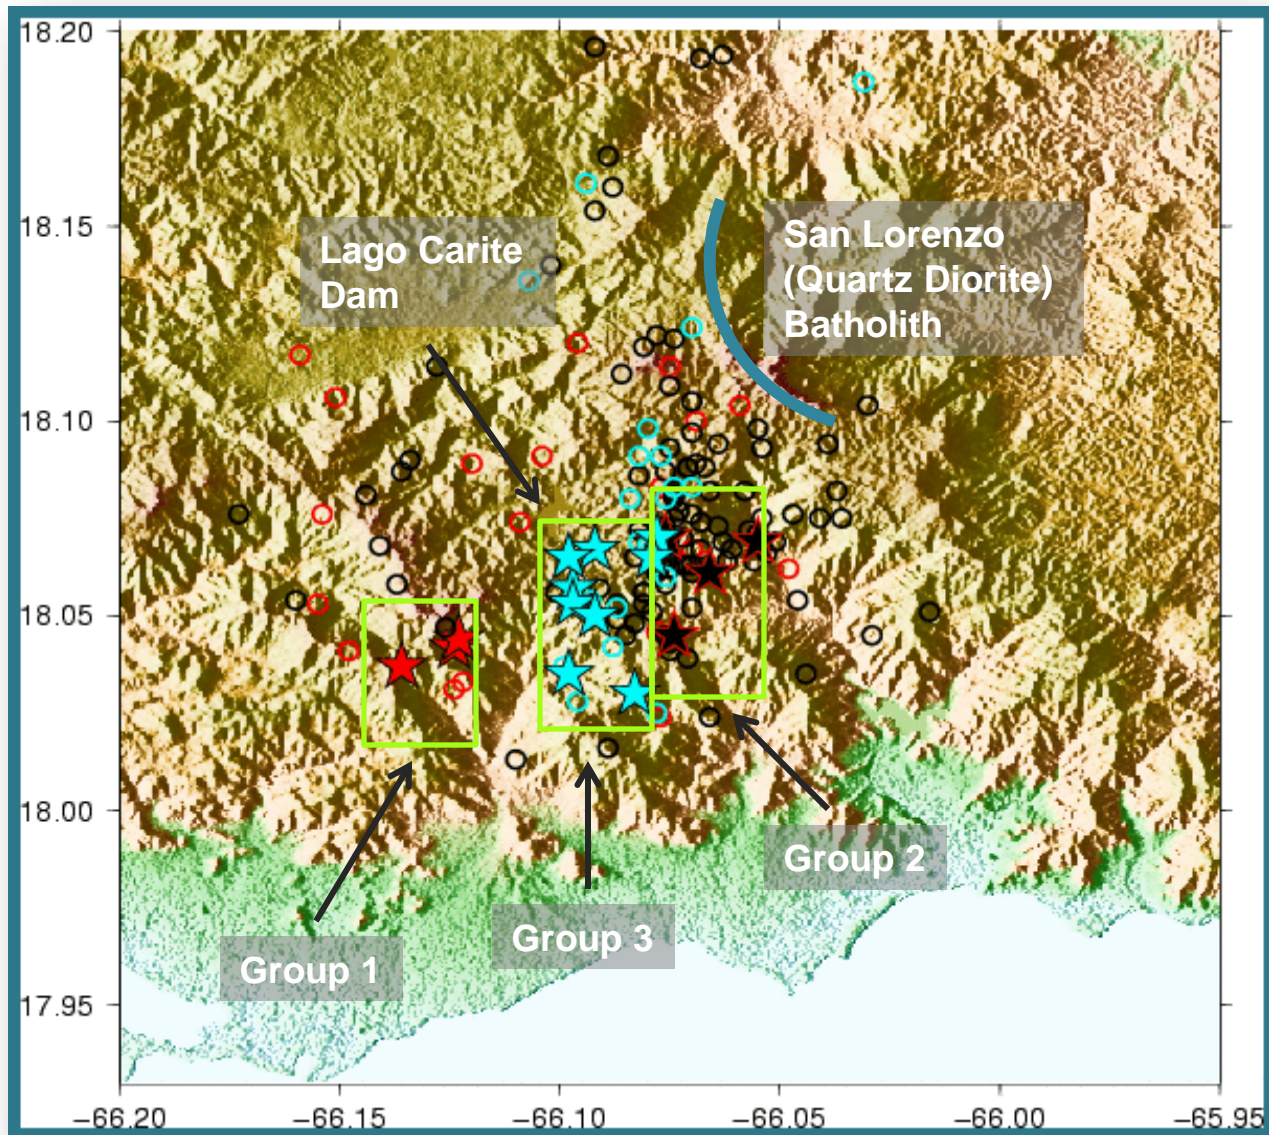 18.20
18.15
18.10
18.05
18.00
17.95
Lago Carite
Dam
San Lorenzo
(Quartz Diorite)
Batholith
Group 2
Group 3
Group 1
−66.20
−66.15
−66.10
−66.05
−66.00
−65.95